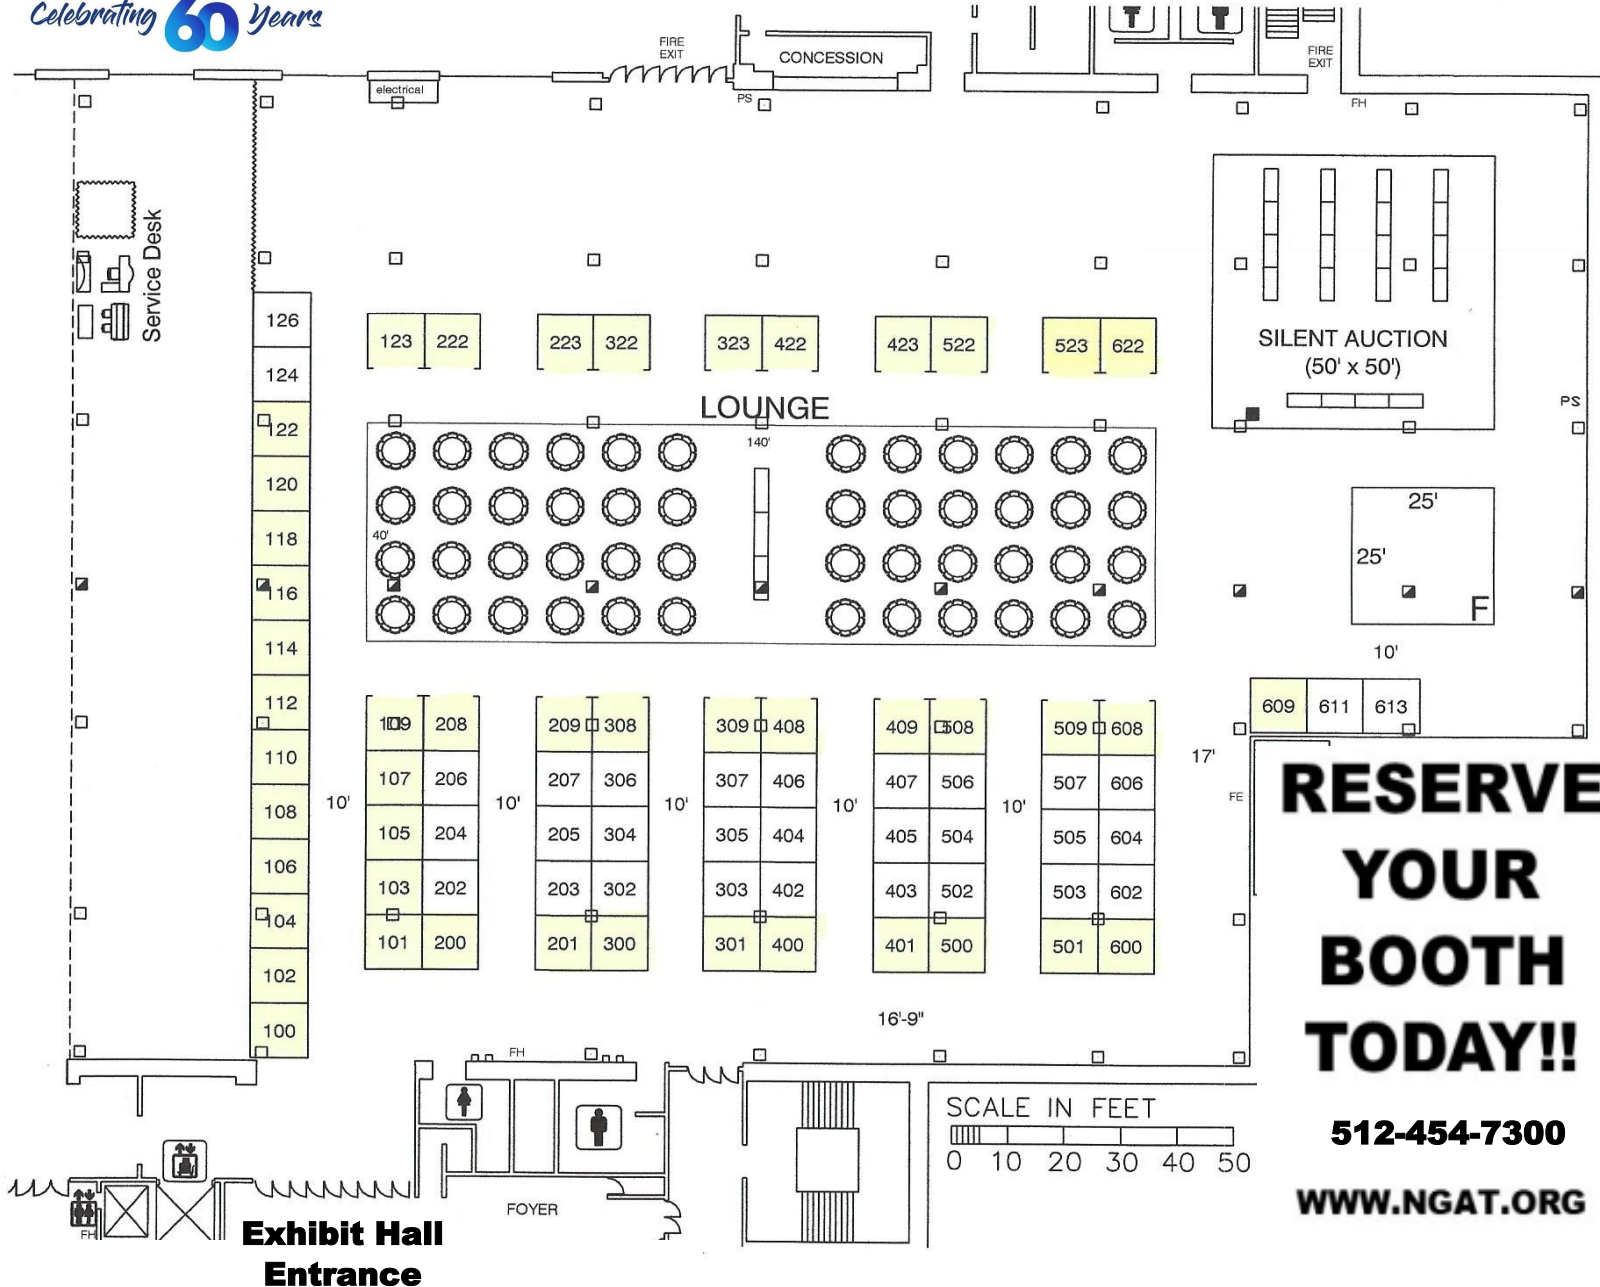 Celebrating 60 Years
FIRE
EXIT
CONCESSION
FIRE
EXIT
electrical
PS
FH
Service Desk
126
124
122
120
118
116
114
112
110
108
106
104
102
100
123 222
223 322
323 422
423 522
523 622
SILENT AUCTION
(50' x 50')
PS
LOUNGE
140'
40'
25'
25'
F
10'
609 611 613
109 208
107 206
105 204
103 202
101 200
209 308
207 306
205 304
203 302
201 300
309 408
307 406
305 404
303 402
301 400
409 508
407 506
405 504
403 502
401 500
509 608
507 606
505 604
503 602
501 600
10'
10'
10'
10'
10'
17'
FE
16'-9"
RESERVE
YOUR
BOOTH
TODAY!!
512-454-7300
WWW.NGAT.ORG
FH
SCALE IN FEET
0 10 20 30 40 50
FOYER
FH
Exhibit Hall
Entrance